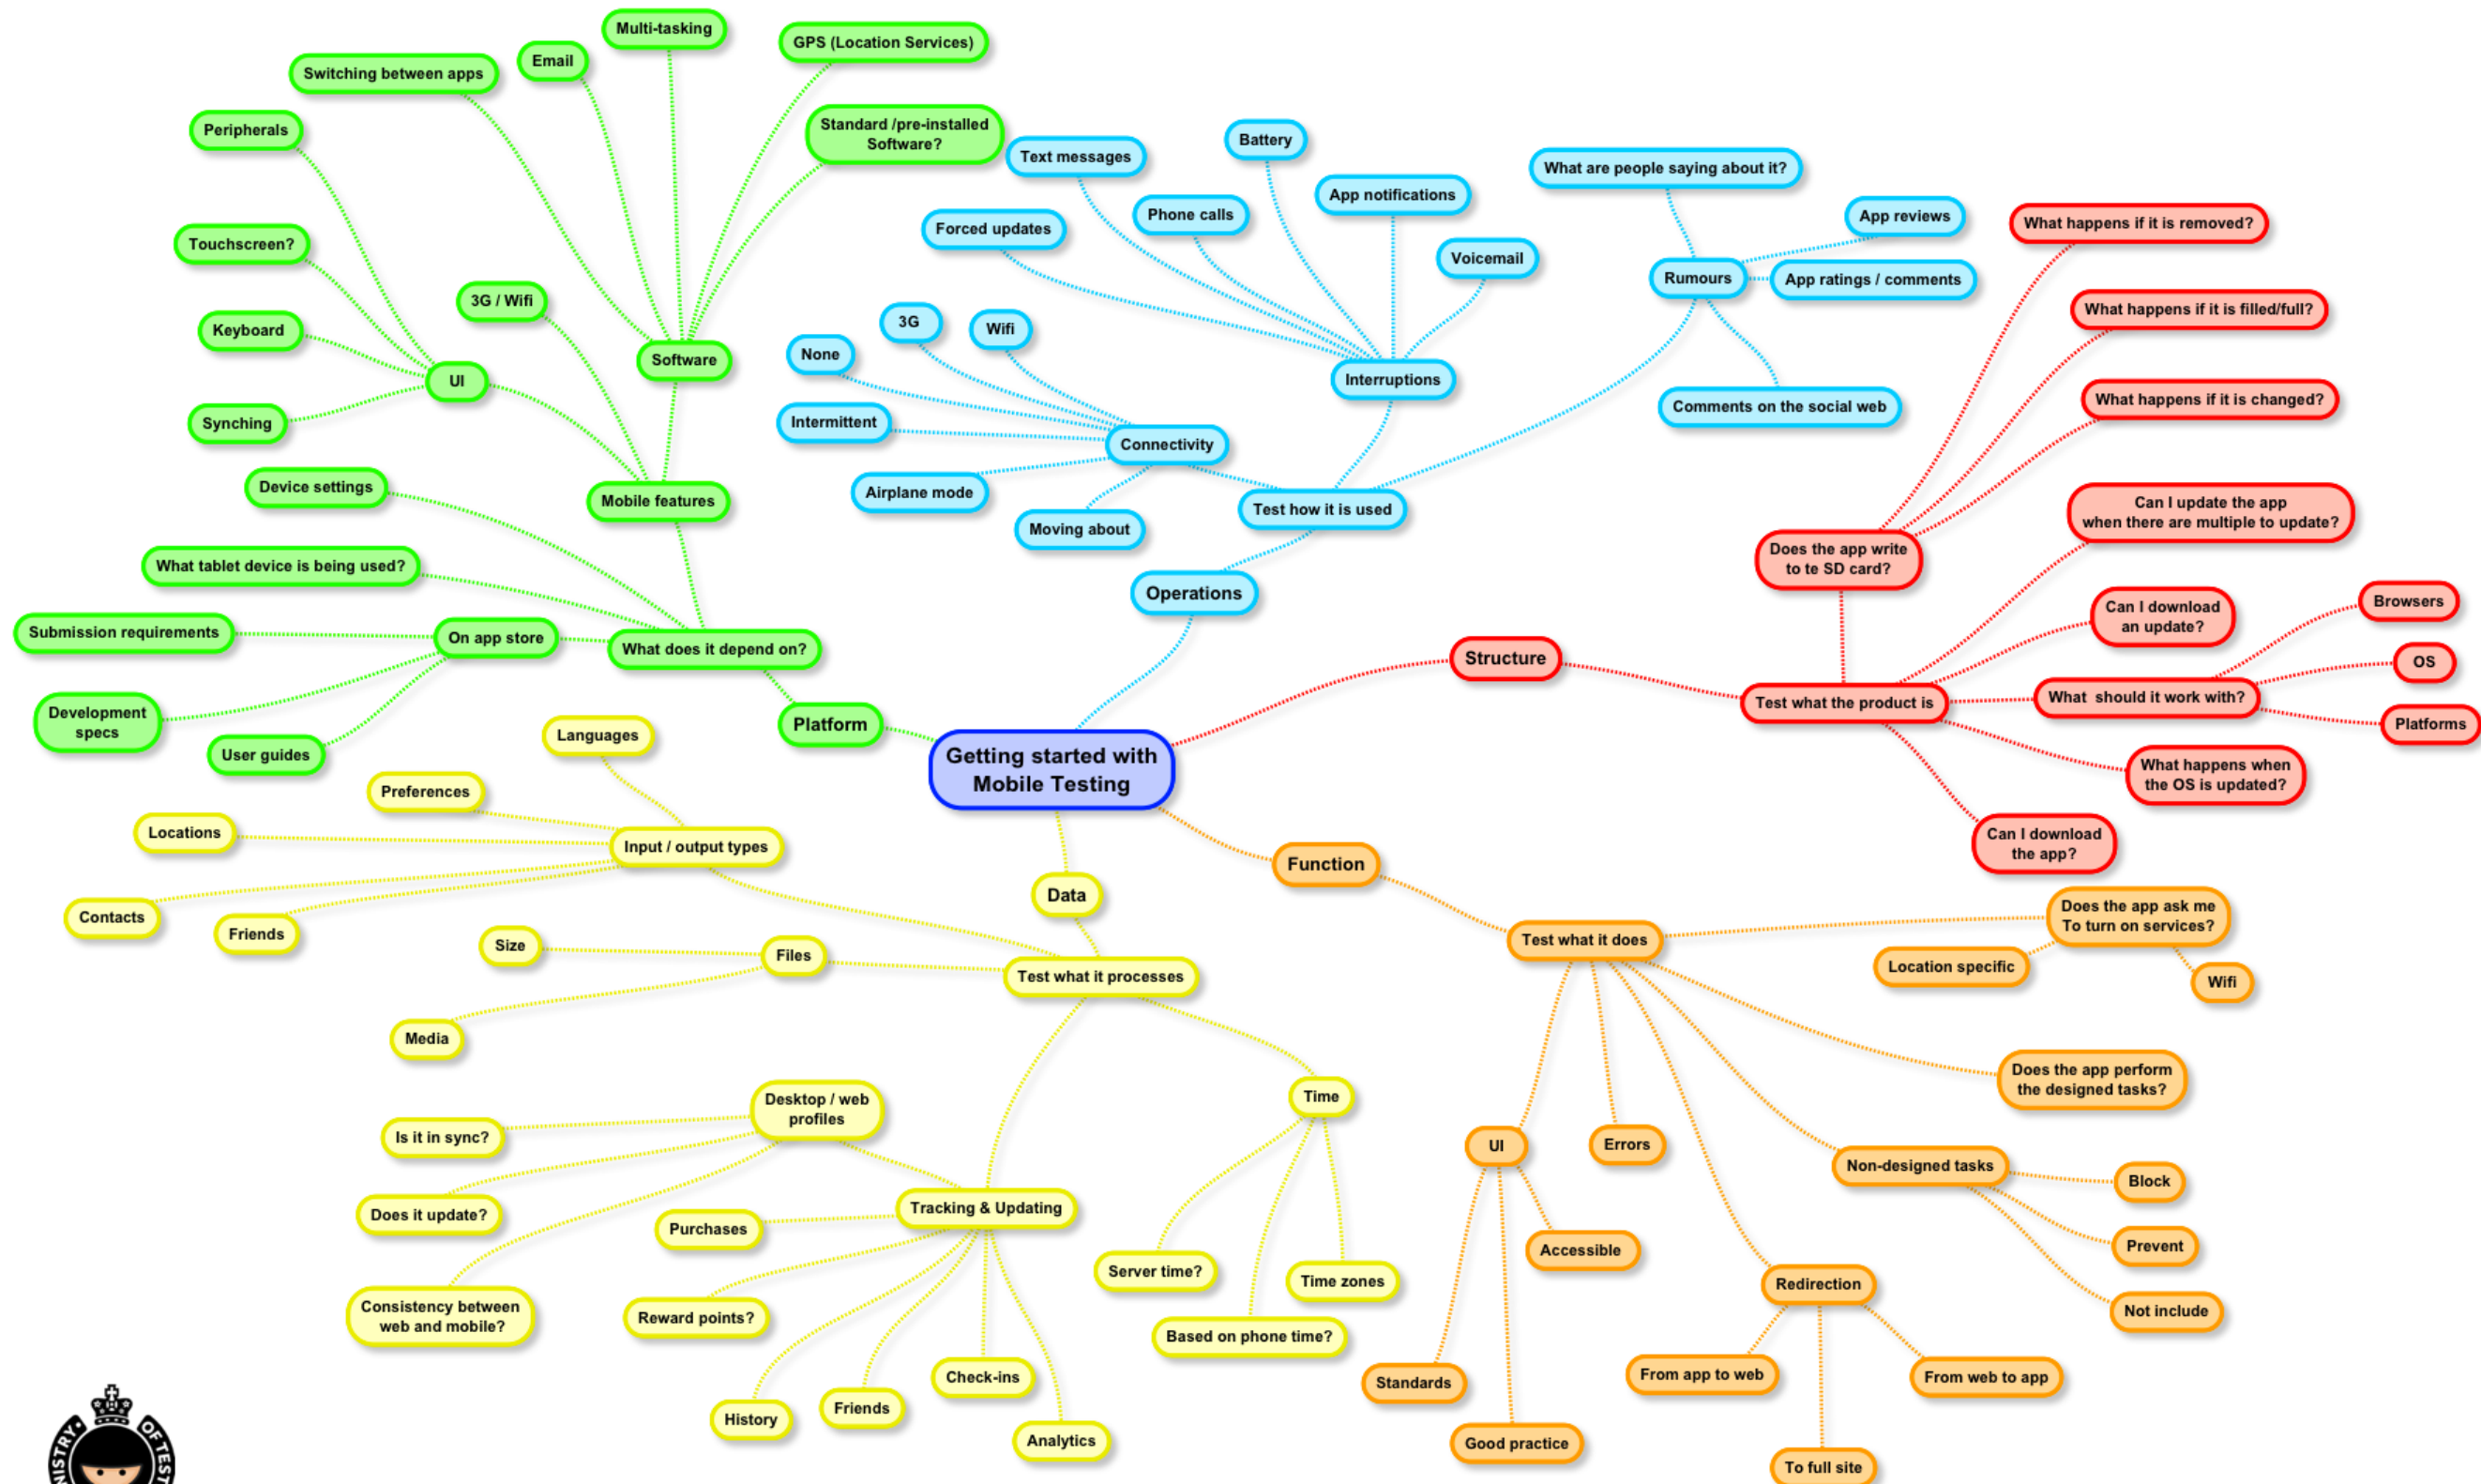 Multi-tasking
GPS (Location Services)
Email
Switching between apps
Peripherals
Standard /pre-installed
Software?
Touchscreen?
3G / Wifi
Keyboard
Software
UI
Synching
Device settings
Mobile features
What tablet device is being used?
Submission requirements
On app store
What does it depend on?
Development
specs
User guides
Platform
Battery
Text messages
App notifications
Phone calls
Forced updates
Voicemail
3G
Wifi
None
Interruptions
Intermittent
Connectivity
Airplane mode
Moving about
Test how it is used
Operations
What are people saying about it?
App reviews
Rumours
App ratings / comments
Comments on the social web
What happens if it is removed?
What happens if it is filled/full?
What happens if it is changed?
Can I update the app
when there are multiple to update?
Does the app write
to te SD card?
Can I download
an update?
Browsers
OS
Structure
Test what the product is
What should it work with?
Platforms
What happens when
the OS is updated?
Can I download
the app?
Getting started with
Mobile Testing
Languages
Preferences
Locations
Input / output types
Contacts
Friends
Data
Size
Files
Test what it processes
Media
Desktop / web
profiles
Is it in sync?
Does it update?
Tracking & Updating
Purchases
Consistency between
web and mobile?
Reward points?
History
Friends
Check-ins
Analytics
Time
Server time?
Time zones
Based on phone time?
Function
Test what it does
Does the app ask me
To turn on services?
Location specific
Wifi
Does the app perform
the designed tasks?
UI
Errors
Non-designed tasks
Block
Prevent
Not include
Accessible
Redirection
Standards
Good practice
From app to web
From web to app
To full site